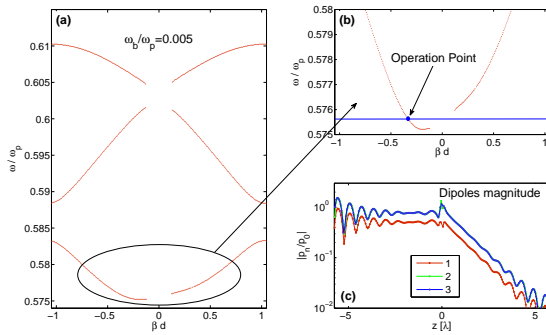 (a)
ω_b/ω_p=0.005
0.61
0.605
0.6
0.595
0.59
0.585
0.58
0.575
ω/ω_p
−1 −0.5 0 0.5 1
β d
(b)
0.58
0.579
0.578
0.577
0.576
0.575
ω / ω_p
Operation Point
−1 −0.5 0 0.5 1
β d
Dipoles magnitude
10^0
10^−1
10^−2
|p_n/p_0|
1
2
3
(c)
−5 0 5
z [λ]